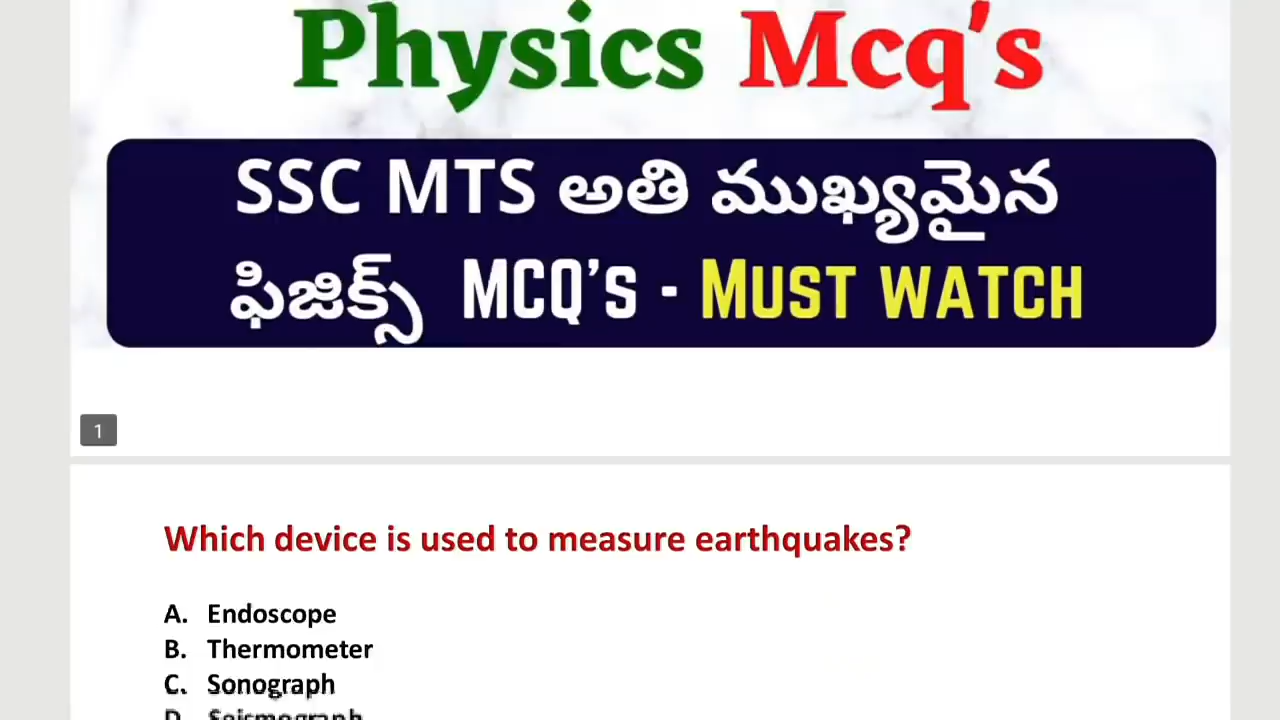 Physics Mcq's
SSC MTS అతి ముఖ్యమైన
ఫిజిక్స్ MCQ'S - MUST WATCH
1
Which device is used to measure earthquakes?
A. Endoscope
B. Thermometer
C. Sonograph
D. Seismograph